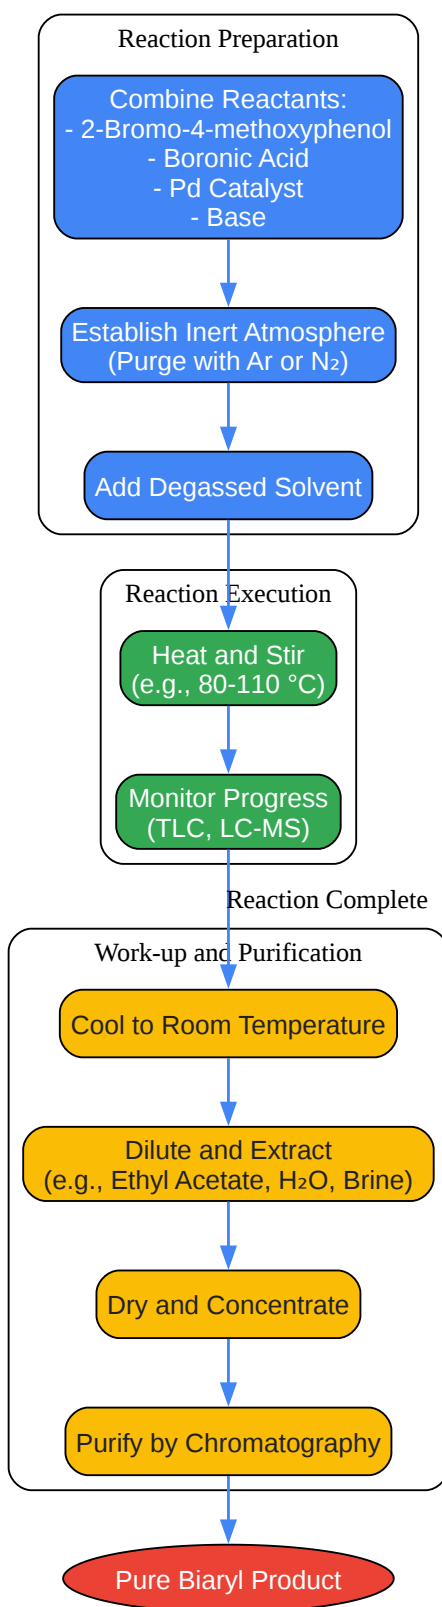 Reaction Preparation
Combine Reactants:
- 2-Bromo-4-methoxyphenol
- Boronic Acid
- Pd Catalyst
- Base
Establish Inert Atmosphere
(Purge with Ar or N₂)
Add Degassed Solvent
Reaction Execution
Heat and Stir
(e.g., 80-110 °C)
Monitor Progress
(TLC, LC-MS)
Reaction Complete
Work-up and Purification
Cool to Room Temperature
Dilute and Extract
(e.g., Ethyl Acetate, H₂O, Brine)
Dry and Concentrate
Purify by Chromatography
Pure Biaryl Product